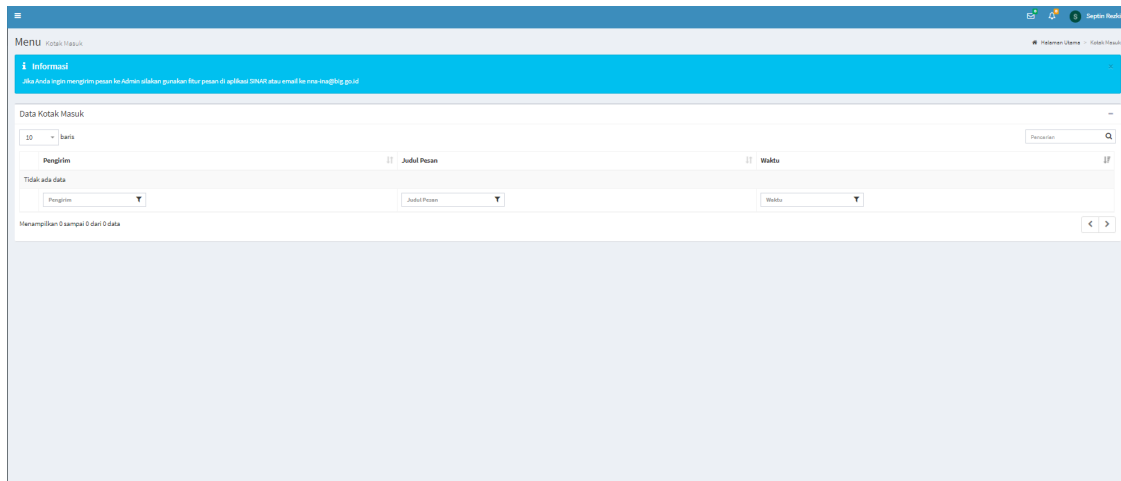 S Septin Rezki
Menu Kotak Masuk
Halaman Utama > Kotak Masuk
i Informasi ×
Jika Anda ingin mengirim pesan ke Admin silakan gunakan fitur pesan di aplikasi SINAR atau email ke nna-ina@big.go.id
Data Kotak Masuk
10 baris
Pencarian
Pengirim Judul Pesan Waktu
Tidak ada data
Pengirim Judul Pesan Waktu
Menampilkan 0 sampai 0 dari 0 data